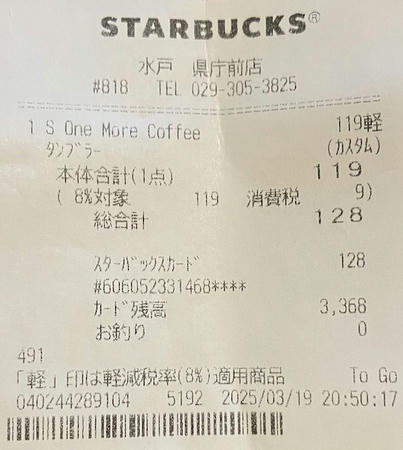 STARBUCKS®
水戸 県庁前店
#818 TEL 029-305-3825
1 S One More Coffee 119軽
ﾀﾝﾌﾞﾗｰ (ｶｽﾀﾑ)
本体合計(1点) 119
( 8%対象 119 消費税 9)
総合計 128
ｽﾀｰﾊﾞｯｸｽｶｰﾄﾞ 128
#606052331468****
ｶｰﾄﾞ残高 3,368
お釣り 0
491
「軽」印は軽減税率(8%)適用商品 To Go
040244289104 5192 2025/03/19 20:50:17